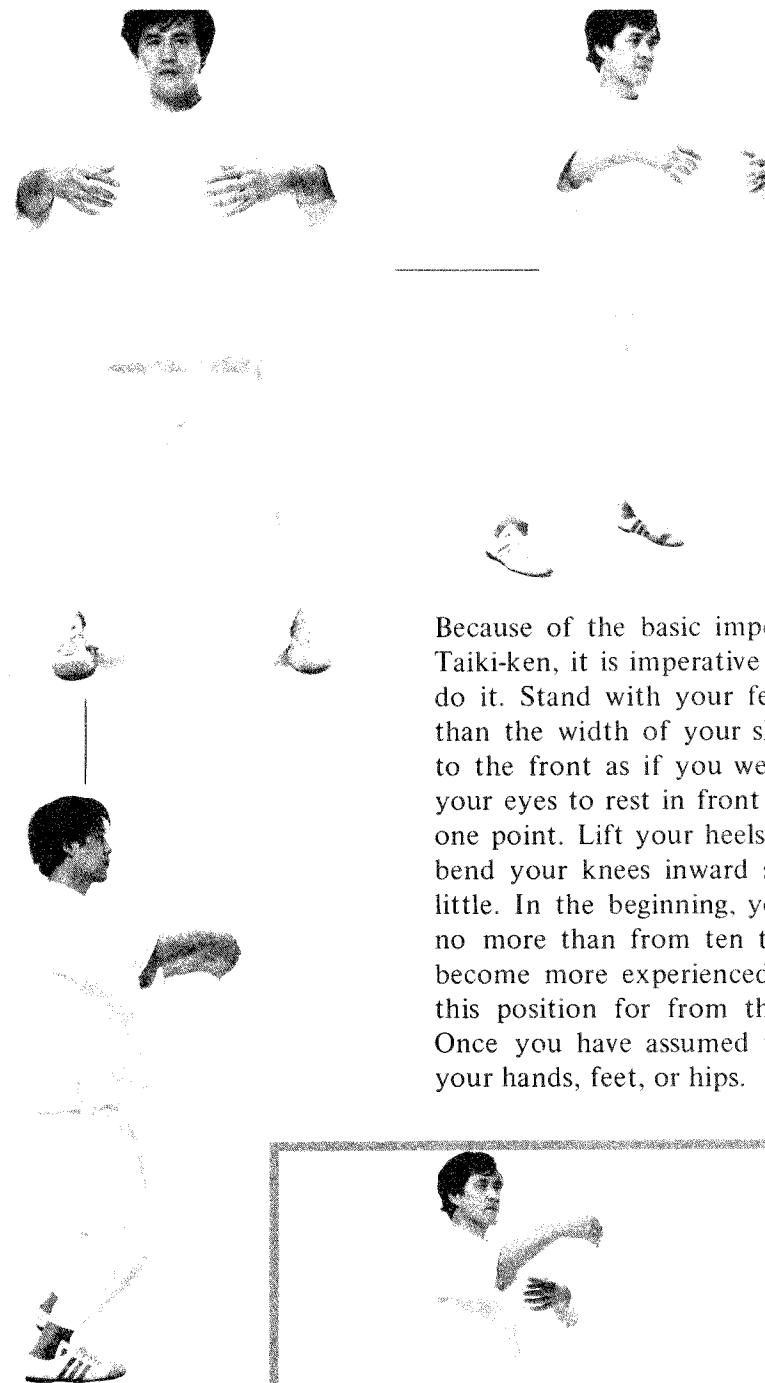 Because of the basic impo
Taiki-ken, it is imperative
do it. Stand with your fe
than the width of your s
to the front as if you we
your eyes to rest in front
one point. Lift your heels
bend your knees inward s
little. In the beginning, yo
no more than from ten t
become more experienced
this position for from th
Once you have assumed
your hands, feet, or hips.